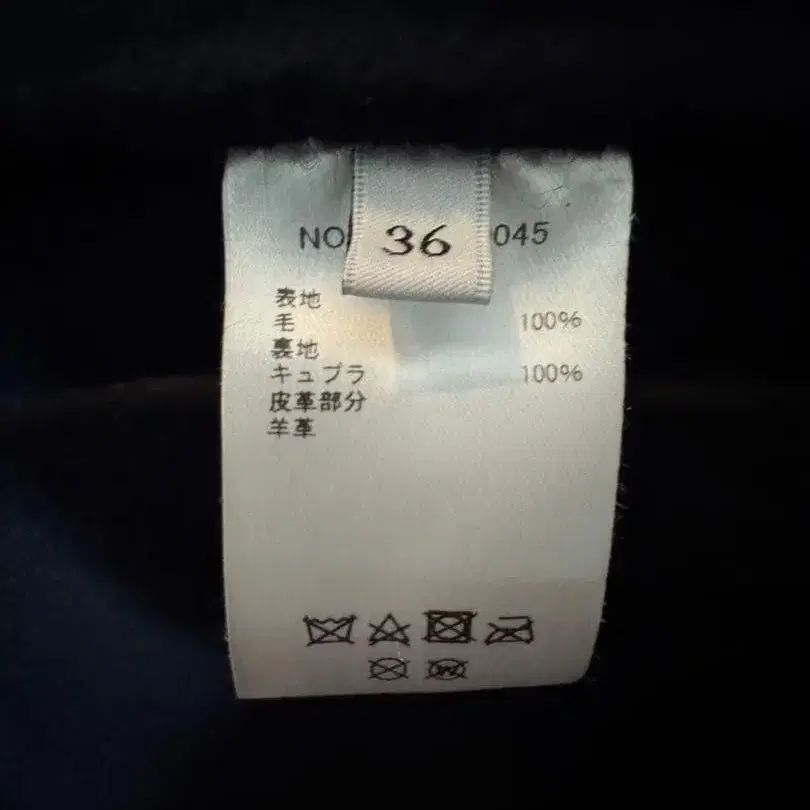 NO 36 045
表地
毛 100%
裏地
キュプラ 100%
皮革部分
羊革